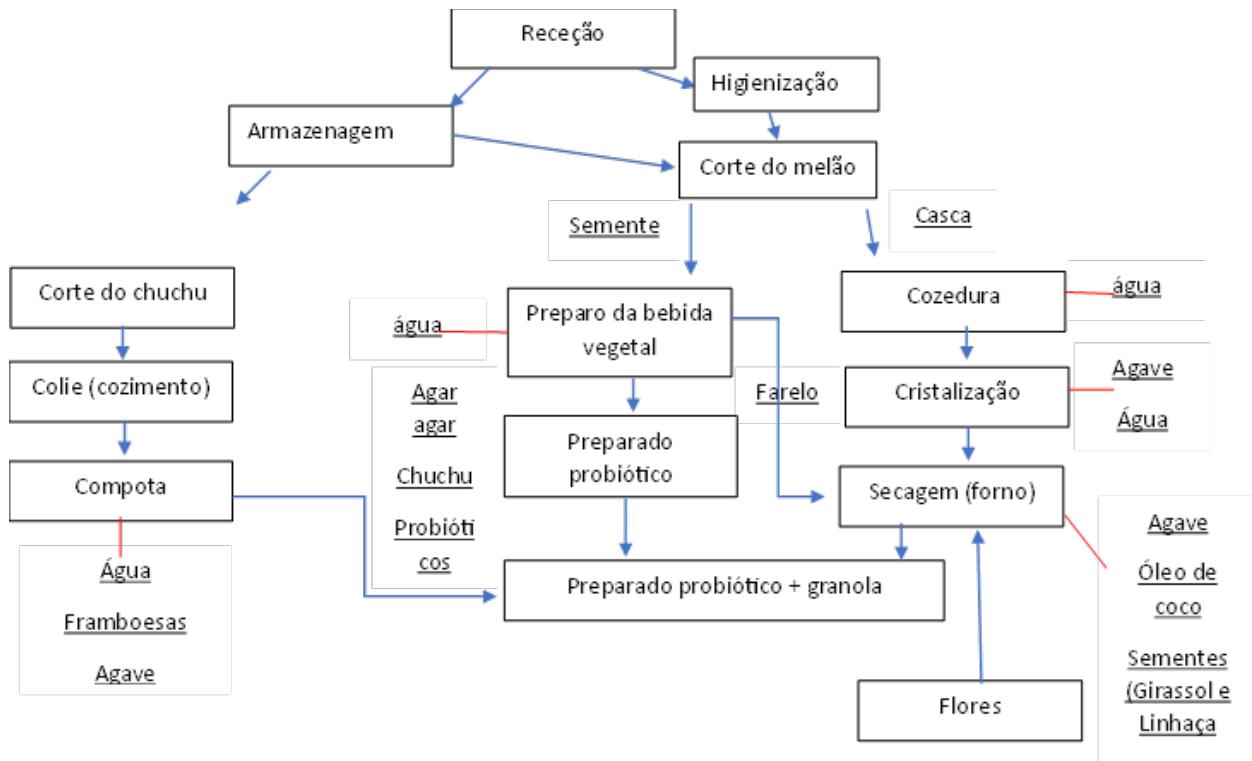 Receção
Higienização
Armazenagem
Corte do melão
Semente
Casca
Corte do chuchu
Cozedura
água
Preparo da bebida
vegetal
água
Colie (cozimento)
Agar
agar
Chuchu
Probióti
cos
Farelo
Cristalização
Agave
Água
Preparado
probiótico
Compota
Secagem (forno)
Agave
Óleo de
coco
Sementes
(Girassol e
Linhaça
Água
Framboesas
Agave
Preparado probiótico + granola
Flores